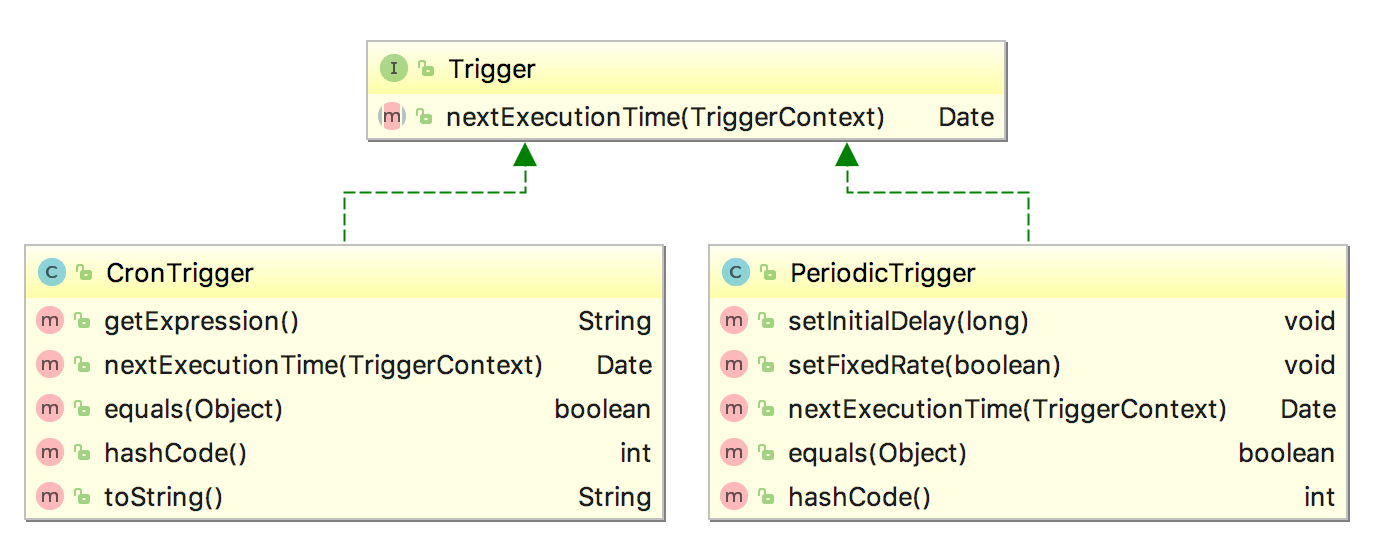 I Trigger
m nextExecutionTime(TriggerContext) Date
C CronTrigger
m getExpression() String
m nextExecutionTime(TriggerContext) Date
m equals(Object) boolean
m hashCode() int
m toString() String
C PeriodicTrigger
m setInitialDelay(long) void
m setFixedRate(boolean) void
m nextExecutionTime(TriggerContext) Date
m equals(Object) boolean
m hashCode() int